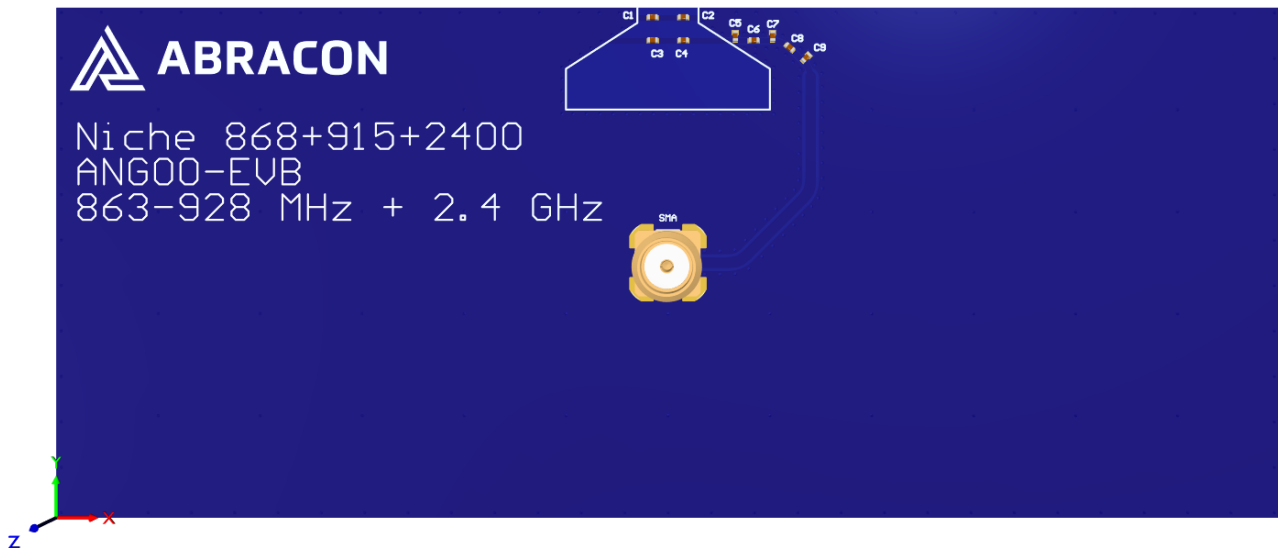 C1 C2
C3 C4
C5 C6 C7 C8 C9
ABRACON
Niche 868+915+2400
ANG00-EVB
863-928 MHz + 2.4 GHz
SMA
Y
X
Z